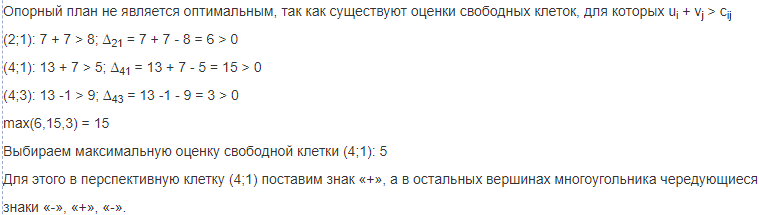 Опорный план не является оптимальным, так как существуют оценки свободных клеток, для которых uᵢ + vⱼ > cᵢⱼ
(2;1): 7 + 7 > 8; ∆₂₁ = 7 + 7 - 8 = 6 > 0
(4;1): 13 + 7 > 5; ∆₄₁ = 13 + 7 - 5 = 15 > 0
(4;3): 13 -1 > 9; ∆₄₃ = 13 -1 - 9 = 3 > 0
max(6,15,3) = 15
Выбираем максимальную оценку свободной клетки (4;1): 5
Для этого в перспективную клетку (4;1) поставим знак «+», а в остальных вершинах многоугольника чередующиеся
знаки «-», «+», «-».